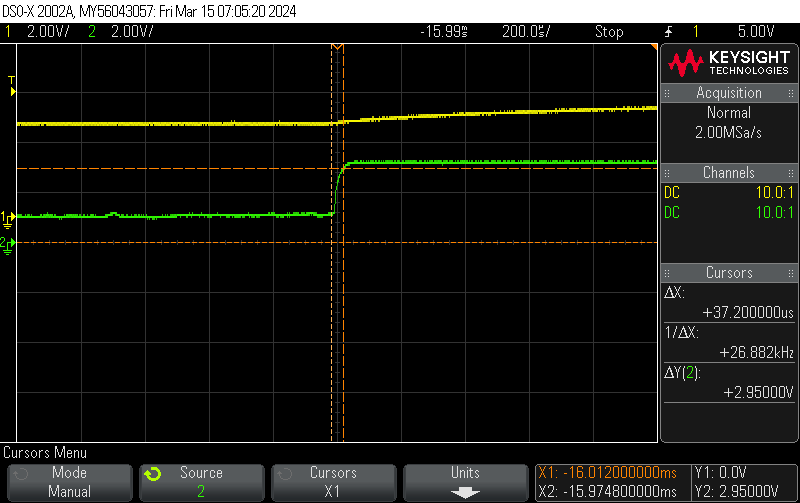 DSO-X 2002A, MY56043057: Fri Mar 15 07:05:20 2024
1 2.00V/ 2 2.00V/ -15.99ms 200.0us/ Stop 1 5.00V
KEYSIGHT
TECHNOLOGIES
Acquisition
Normal
2.00MSa/s
Channels
DC 10.0:1
DC 10.0:1
Cursors
ΔX:
+37.200000us
1/ΔX:
+26.882kHz
ΔY(2):
+2.95000V
T
1
2
Cursors Menu
Mode
Manual
Source
2
Cursors
X1
Units
X1: -16.012000000ms
X2: -15.974800000ms
Y1: 0.0V
Y2: 2.95000V